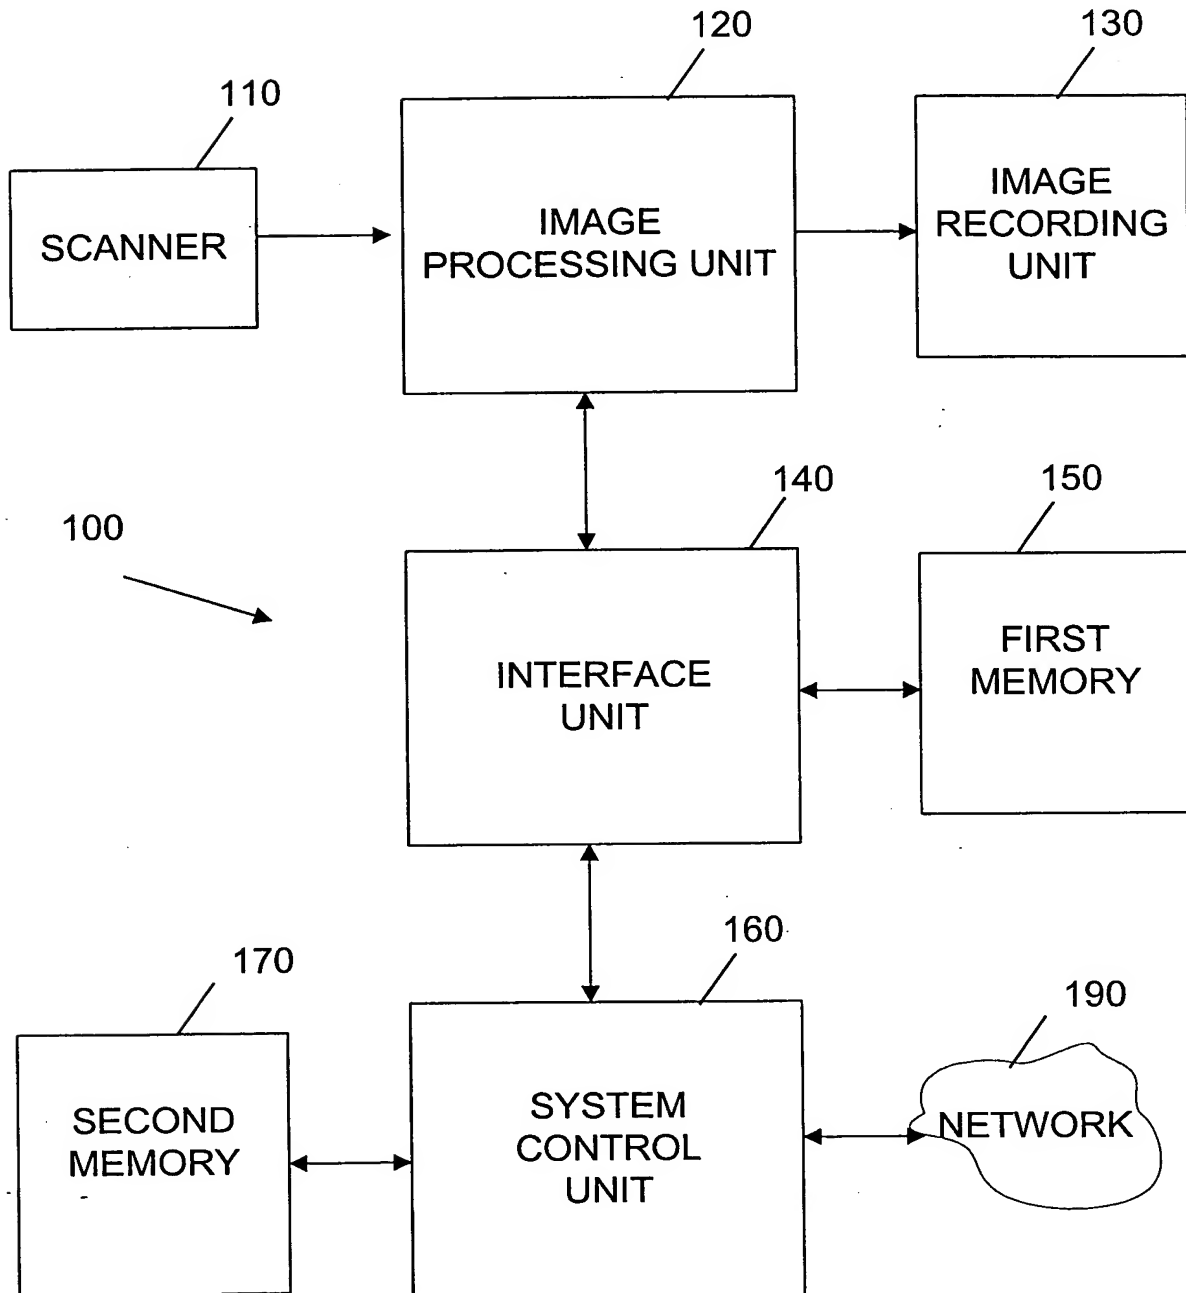 120
130
110
SCANNER
IMAGE
PROCESSING UNIT
IMAGE
RECORDING
UNIT
140
150
100
INTERFACE
UNIT
FIRST
MEMORY
170
160
190
SECOND
MEMORY
SYSTEM
CONTROL
UNIT
NETWORK